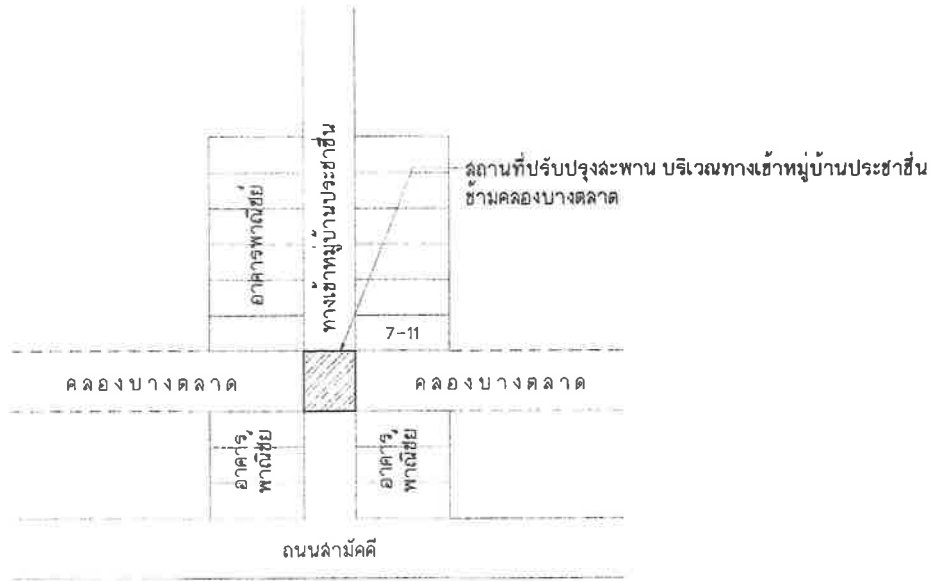 ทางเข้าหมู่บ้านประชาชื่น
อาคารพาณิชย์
สถานที่ปรับปรุงสะพาน บริเวณทางเข้าหมู่บ้านประชาชื่น
ข้ามคลองบางตลาด
7-11
คลองบางตลาด
คลองบางตลาด
อาคาร
พาณิชย์
อาคาร
พาณิชย์
ถนนสามัคคี